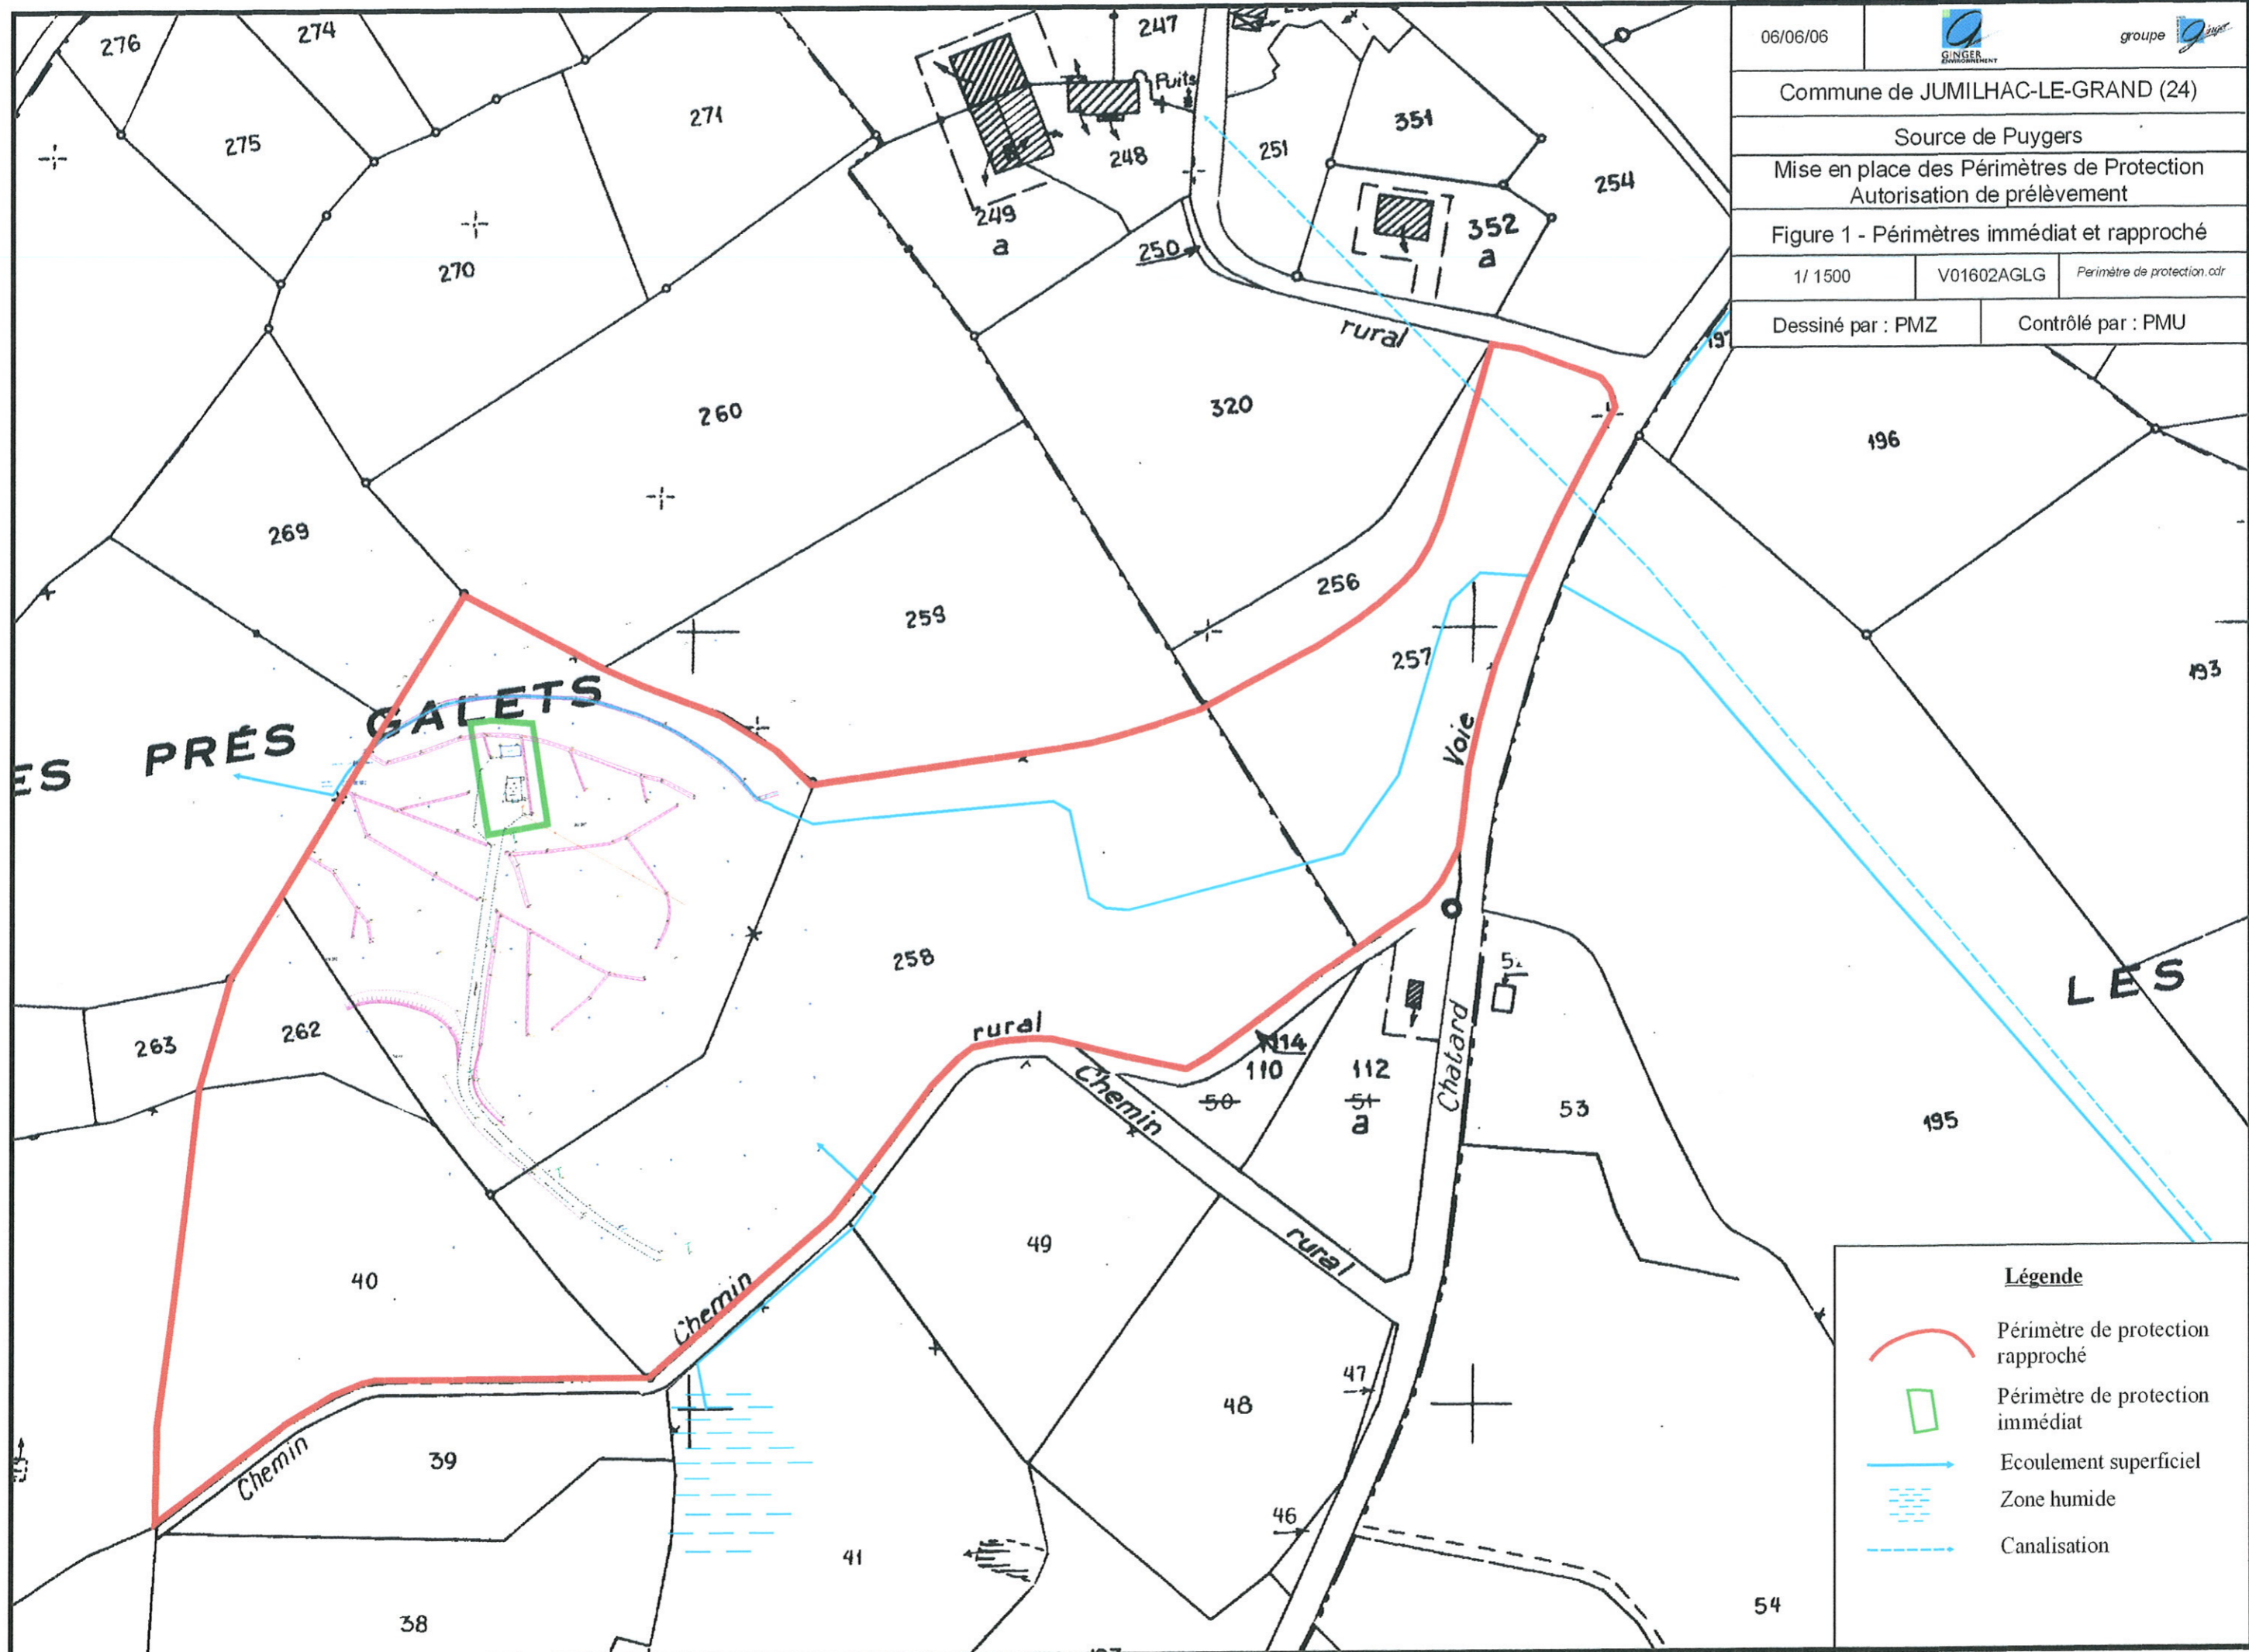 06/06/06
GINGER
ENVIRONNEMENT
groupe Ginger
Commune de JUMILHAC-LE-GRAND (24)
Source de Puygers
Mise en place des Périmètres de Protection
Autorisation de prélèvement
Figure 1 - Périmètres immédiat et rapproché
1/ 1500
V01602AGLG
Perimètre de protection.cdr
Dessiné par : PMZ
Contrôlé par : PMU
276
274
247
Puits
271
275
351
251
248
254
249
a
352
a
250
270
rural
260
320
196
269
256
259
257
193
GALETS
PRÉS
ES
Voie
258
LES
rural
263
262
114
110
112
50
51
a
Chemin
Chatard
53
195
49
rural
40
Chemin
47
48
39
Chemin
46
41
38
54
Légende
Périmètre de protection
rapproché
Périmètre de protection
immédiat
Ecoulement superficiel
Zone humide
Canalisation